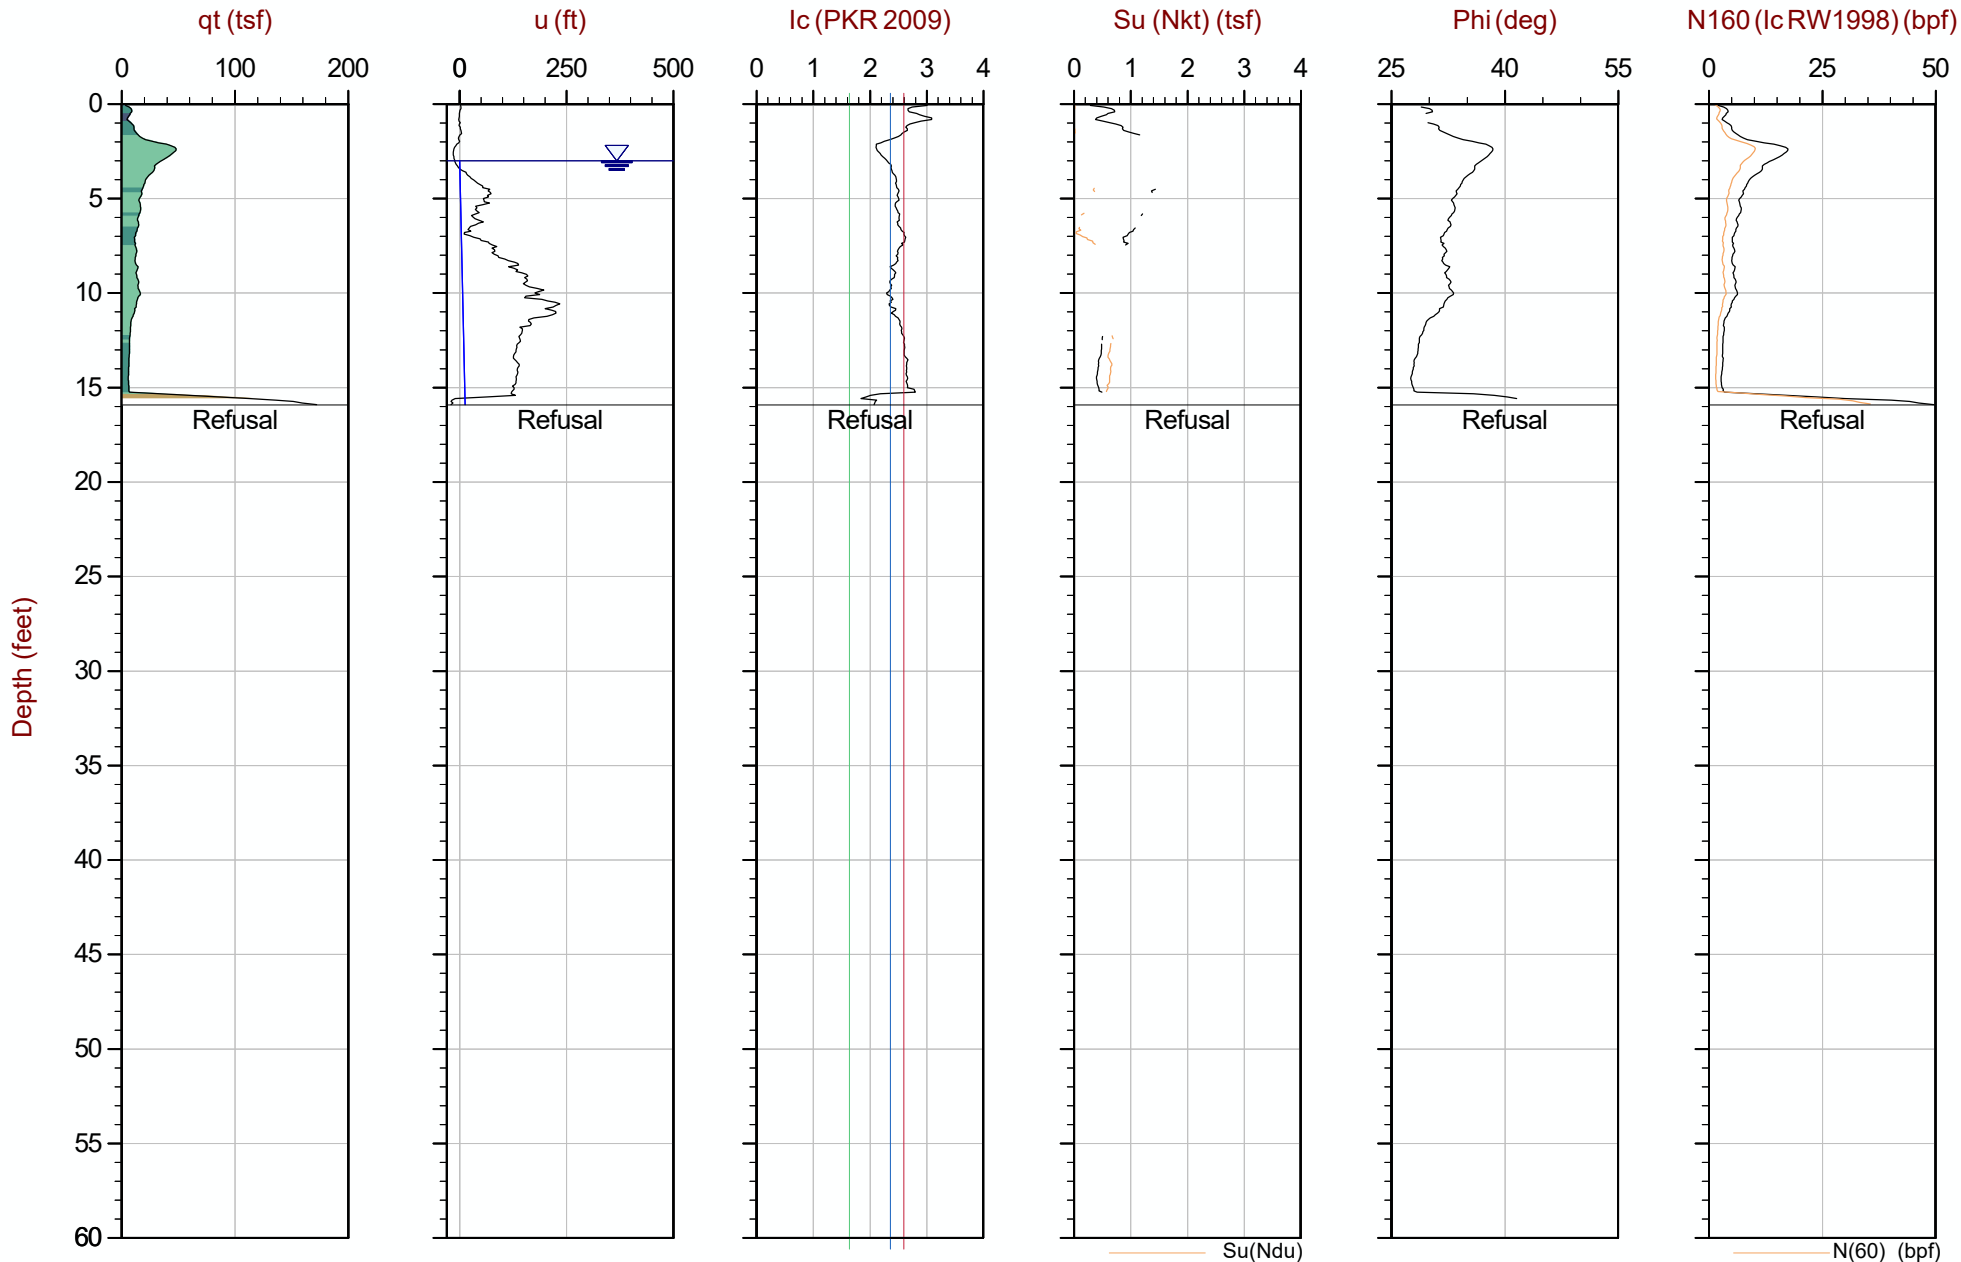 qt (tsf) u (ft) Ic (PKR 2009) Su (Nkt) (tsf) Phi (deg) N160 (Ic RW1998) (bpf)
0 100 200 0 250 500 0 1 2 3 4 0 1 2 3 4 25 40 55 0 25 50
0
5
10
15
Refusal Refusal Refusal Refusal Refusal Refusal
20
25
30
Depth (feet)
35
40
45
50
55
60
Su(Ndu) N(60) (bpf)